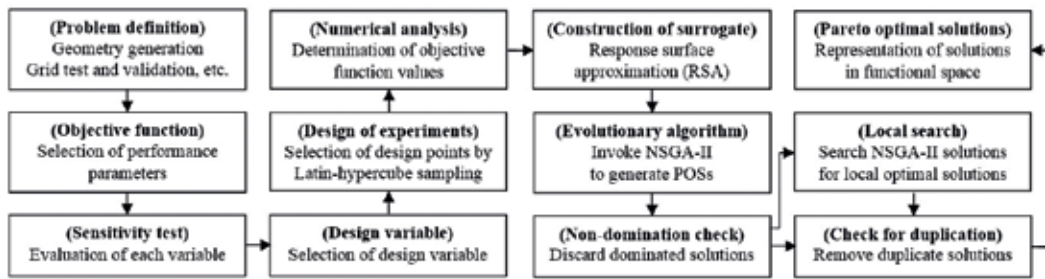 (Problem definition)
Geometry generation
Grid test and validation, etc.
(Objective function)
Selection of performance
parameters
(Sensitivity test)
Evaluation of each variable
(Design variable)
Selection of design variable
(Design of experiments)
Selection of design points by
Latin-hypercube sampling
(Numerical analysis)
Determination of objective
function values
(Construction of surrogate)
Response surface
approximation (RSA)
(Evolutionary algorithm)
Invoke NSGA-II
to generate POSs
(Non-domination check)
Discard dominated solutions
(Local search)
Search NSGA-II solutions
for local optimal solutions
(Check for duplication)
Remove duplicate solutions
(Pareto optimal solutions)
Representation of solutions
in functional space